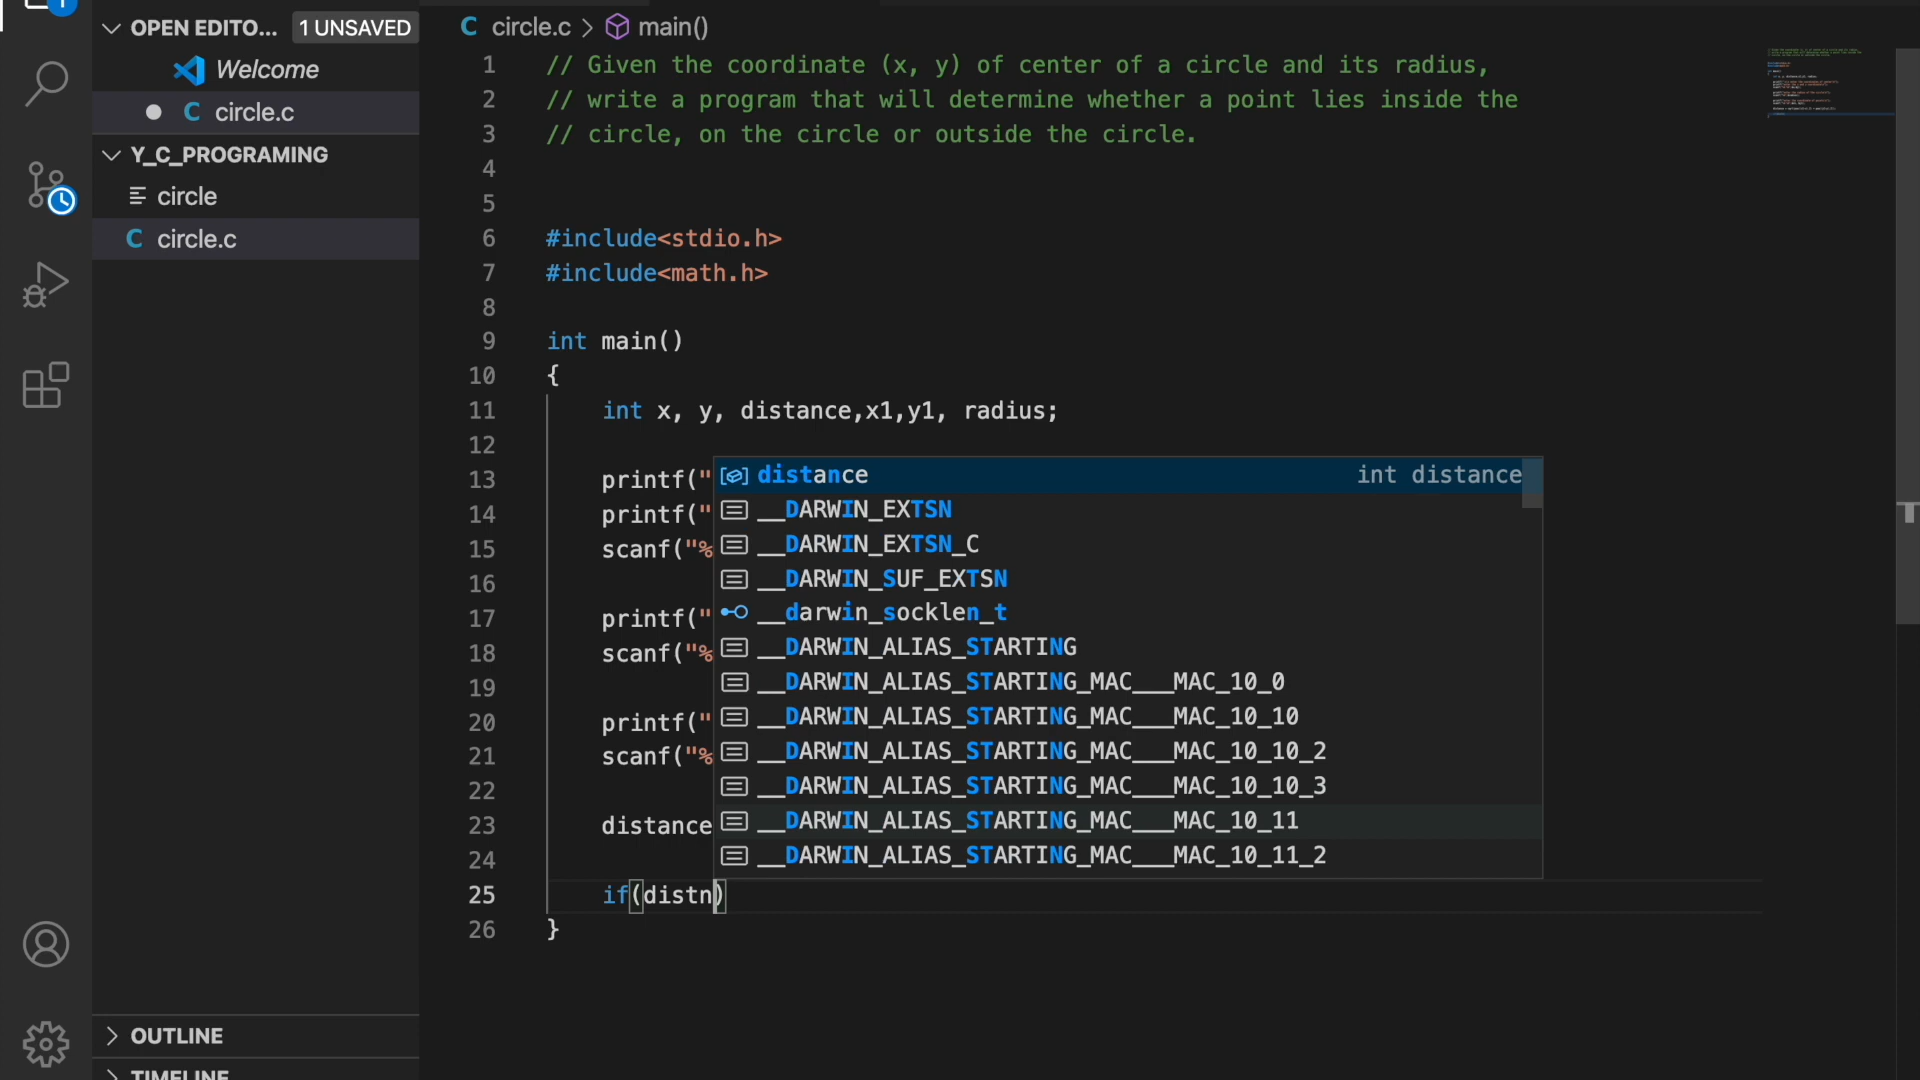 OPEN EDITO... 1 UNSAVED
Welcome
C circle.c
Y_C_PROGRAMING
circle
C circle.c
OUTLINE
TIMELINE
C circle.c > main()
1 // Given the coordinate (x, y) of center of a circle and its radius,
2 // write a program that will determine whether a point lies inside the
3 // circle, on the circle or outside the circle.
4
5
6 #include<stdio.h>
7 #include<math.h>
8
9 int main()
10 {
11 int x, y, distance,x1,y1, radius;
12
13 printf("
14 printf("
15 scanf("%
16
17 printf("
18 scanf("%
19
20 printf("
21 scanf("%
22
23 distance
24
25 if(distn)
26 }
distance int distance
__DARWIN_EXTSN
__DARWIN_EXTSN_C
__DARWIN_SUF_EXTSN
__darwin_socklen_t
__DARWIN_ALIAS_STARTING
__DARWIN_ALIAS_STARTING_MAC___MAC_10_0
__DARWIN_ALIAS_STARTING_MAC___MAC_10_10
__DARWIN_ALIAS_STARTING_MAC___MAC_10_10_2
__DARWIN_ALIAS_STARTING_MAC___MAC_10_10_3
__DARWIN_ALIAS_STARTING_MAC___MAC_10_11
__DARWIN_ALIAS_STARTING_MAC___MAC_10_11_2